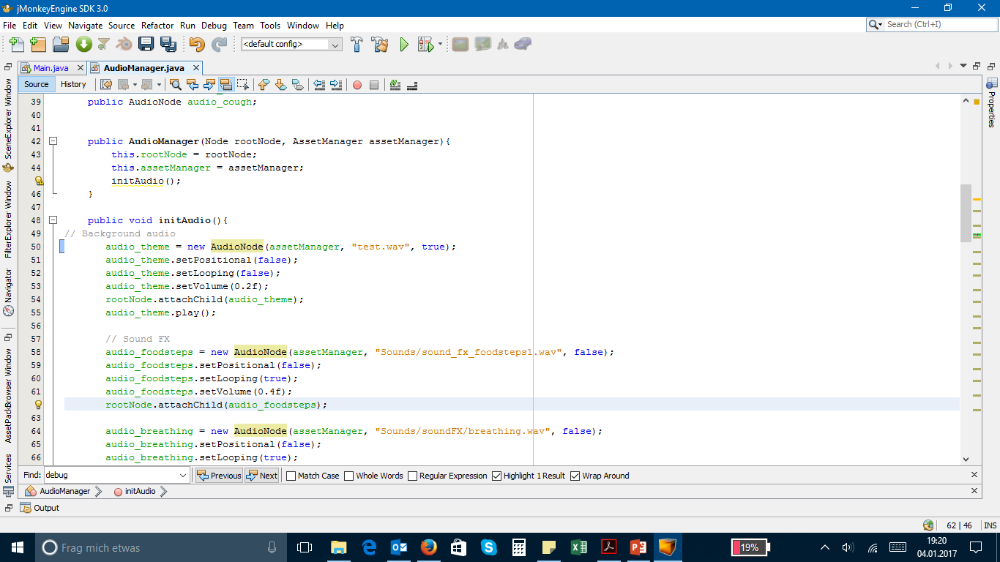 jMonkeyEngine SDK 3.0
File Edit View Navigate Source Refactor Run Debug Team Tools Window Help
Search (Ctrl+I)
<default config>
Main.java
AudioManager.java
Source History
SceneExplorer Window
FilterExplorer Window
Navigator
AssetPackBrowser Window
Services
Properties
39 public AudioNode audio_cough;
40
41
42 public AudioManager(Node rootNode, AssetManager assetManager){
43 this.rootNode = rootNode;
44 this.assetManager = assetManager;
initAudio();
46 }
47
48 public void initAudio(){
49 // Background audio
50 audio_theme = new AudioNode(assetManager, "test.wav", true);
51 audio_theme.setPositional(false);
52 audio_theme.setLooping(false);
53 audio_theme.setVolume(0.2f);
54 rootNode.attachChild(audio_theme);
55 audio_theme.play();
56
57 // Sound FX
58 audio_foodsteps = new AudioNode(assetManager, "Sounds/sound_fx_foodsteps1.wav", false);
59 audio_foodsteps.setPositional(false);
60 audio_foodsteps.setLooping(true);
61 audio_foodsteps.setVolume(0.4f);
rootNode.attachChild(audio_foodsteps);
63
64 audio_breathing = new AudioNode(assetManager, "Sounds/soundFX/breathing.wav", false);
65 audio_breathing.setPositional(false);
66 audio_breathing.setLooping(true);
Find: debug Previous Next Match Case Whole Words Regular Expression Highlight 1 Result Wrap Around
AudioManager initAudio
Output
62 | 46 INS
Frag mich etwas
19%
19:20
04.01.2017